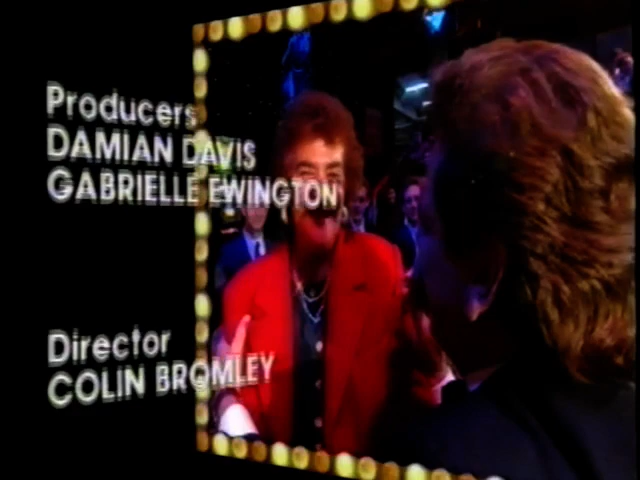 Producers
DAMIAN DAVIS
GABRIELLE EWINGTON
Director
COLIN BROMLEY